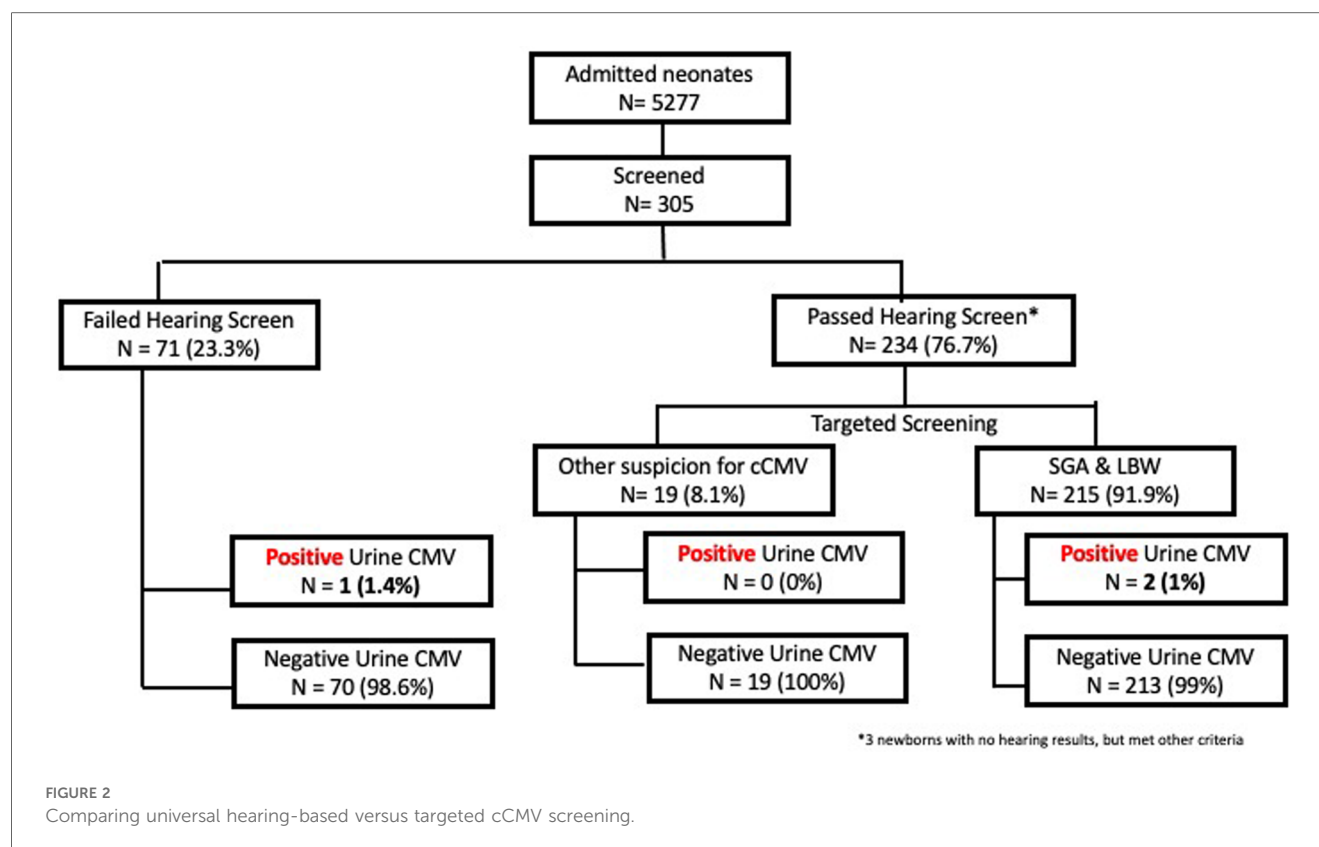 Admitted neonates
N= 5277
Screened
N= 305
Failed Hearing Screen
N = 71 (23.3%)
Passed Hearing Screen*
N= 234 (76.7%)
Targeted Screening
Other suspicion for cCMV
N= 19 (8.1%)
SGA & LBW
N= 215 (91.9%)
Positive Urine CMV
N = 1 (1.4%)
Negative Urine CMV
N = 70 (98.6%)
Positive Urine CMV
N = 0 (0%)
Negative Urine CMV
N = 19 (100%)
Positive Urine CMV
N = 2 (1%)
Negative Urine CMV
N = 213 (99%)
*3 newborns with no hearing results, but met other criteria
FIGURE 2
Comparing universal hearing-based versus targeted cCMV screening.